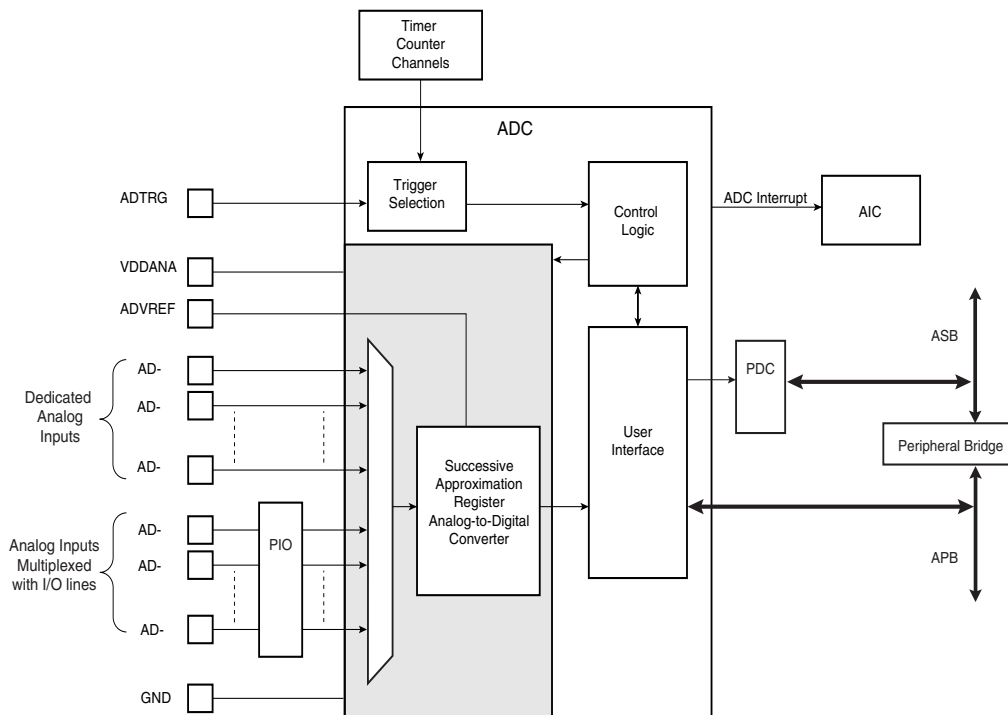 Timer
Counter
Channels
ADC
ADTRG
Trigger
Selection
Control
Logic
ADC Interrupt
AIC
VDDANA
ADVREF
ASB
PDC
Dedicated
Analog
Inputs
AD-
AD-
AD-
User
Interface
Peripheral Bridge
Successive
Approximation
Register
Analog-to-Digital
Converter
Analog Inputs
Multiplexed
with I/O lines
AD-
AD-
AD-
PIO
APB
GND